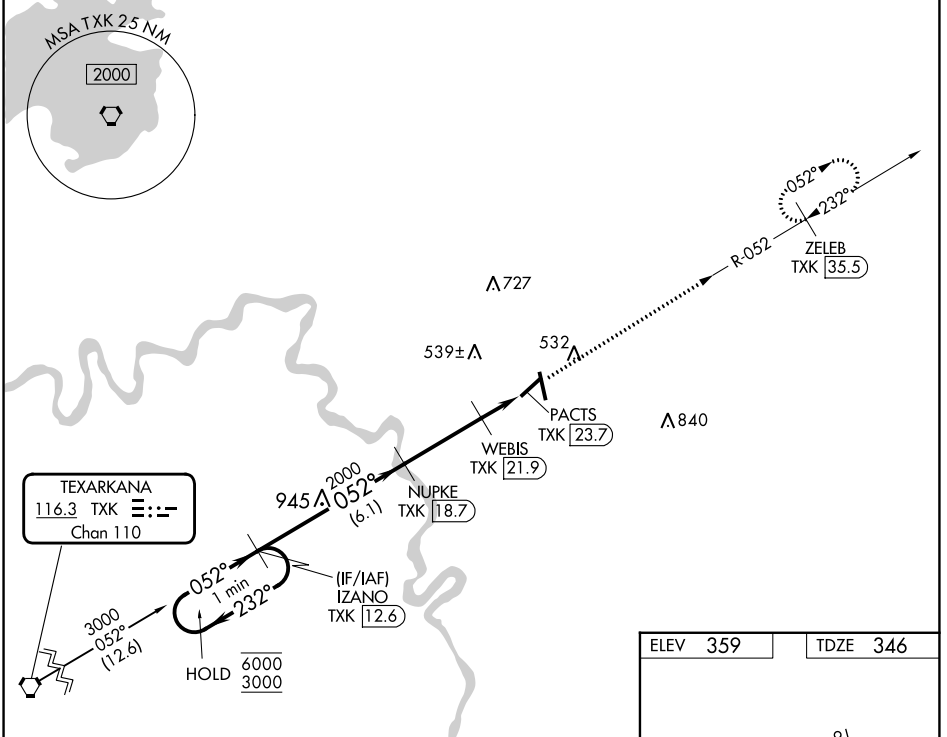 MSA TXK 25 NM
2000
052°
232°
ZELEB
TXK 35.5
R-052
727
539±
532
840
PACTS
TXK 23.7
WEBIS
TXK 21.9
NUPKE
TXK 18.7
945
2000
052°
(6.1)
TEXARKANA
116.3 TXK
Chan 110
052°
1 min
232°
(IF/IAF)
IZANO
TXK 12.6
3000
052°
(12.6)
HOLD
6000
3000
ELEV 359
TDZE 346